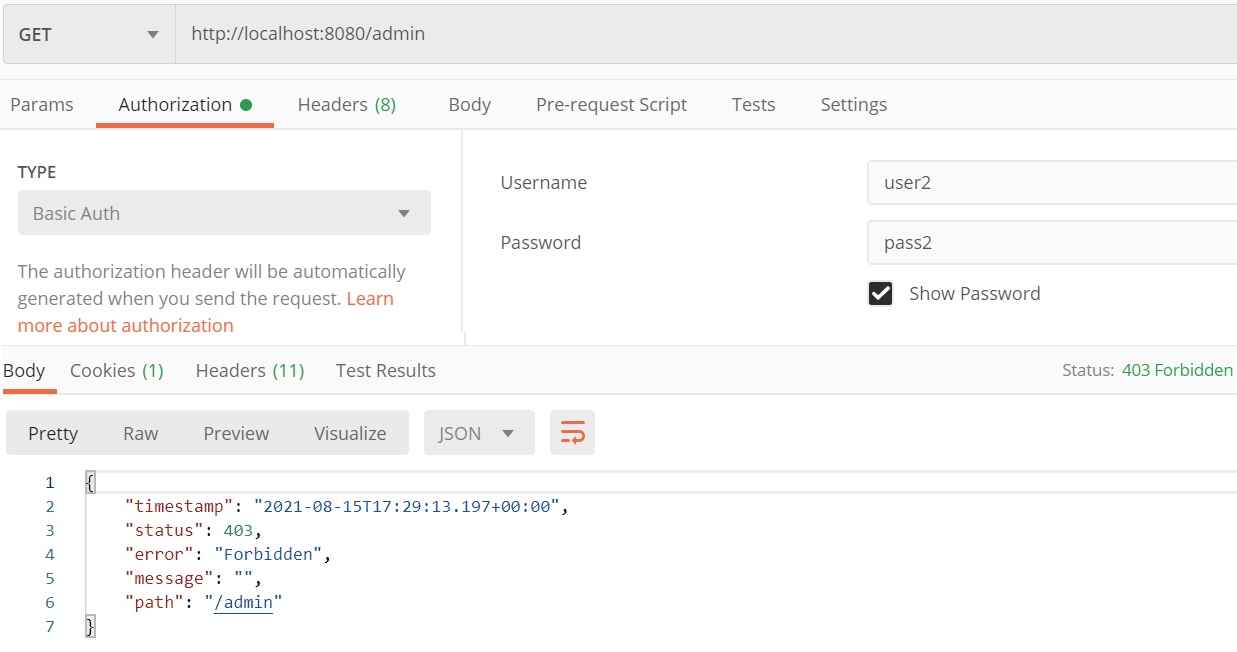 GET http://localhost:8080/admin
Params Authorization Headers (8) Body Pre-request Script Tests Settings
TYPE
Basic Auth
The authorization header will be automatically
generated when you send the request. Learn
more about authorization
Username user2
Password pass2
Show Password
Body Cookies (1) Headers (11) Test Results Status: 403 Forbidden
Pretty Raw Preview Visualize JSON
1 {
2 "timestamp": "2021-08-15T17:29:13.197+00:00",
3 "status": 403,
4 "error": "Forbidden",
5 "message": "",
6 "path": "/admin"
7 }